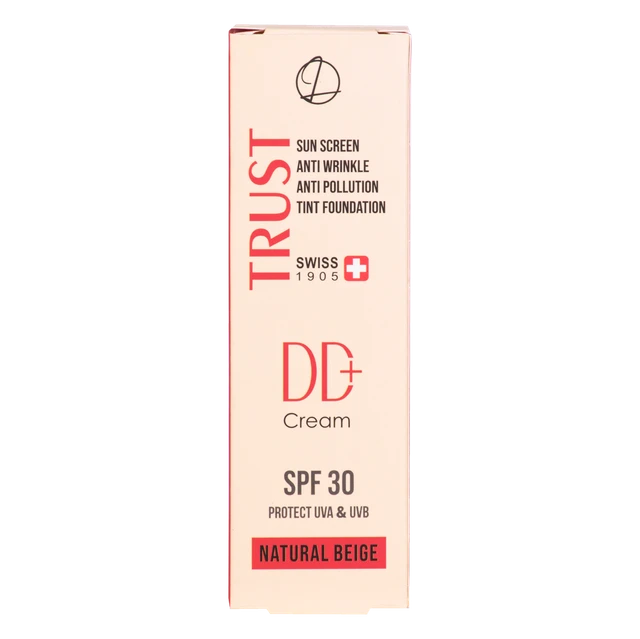 TRUST
SUN SCREEN
ANTI WRINKLE
ANTI POLLUTION
TINT FOUNDATION
SWISS
1905
DD+
Cream
SPF 30
PROTECT UVA & UVB
NATURAL BEIGE